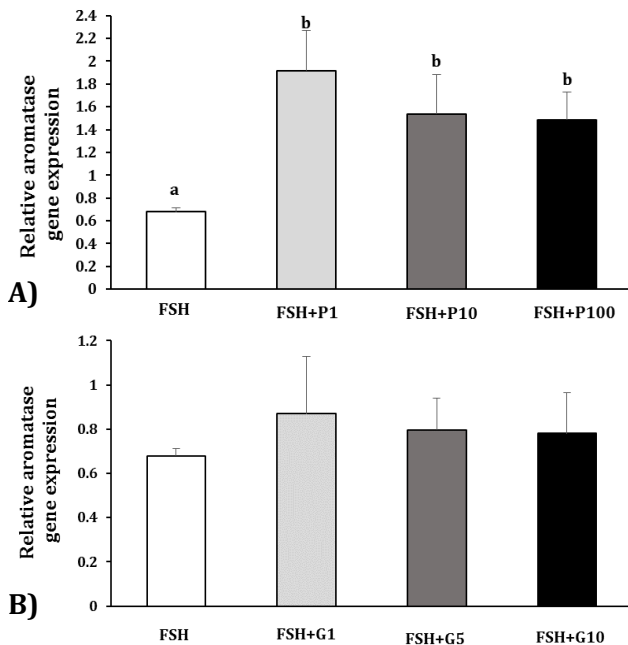 Relative aromatase
gene expression
2.4
2.2
2
1.8
1.6
1.4
1.2
1
0.8
0.6
0.4
0.2
0
a
b
b
b
A)
FSH
FSH+P1
FSH+P10
FSH+P100
Relative aromatase
gene expression
1.2
1
0.8
0.6
0.4
0.2
0
B)
FSH
FSH+G1
FSH+G5
FSH+G10